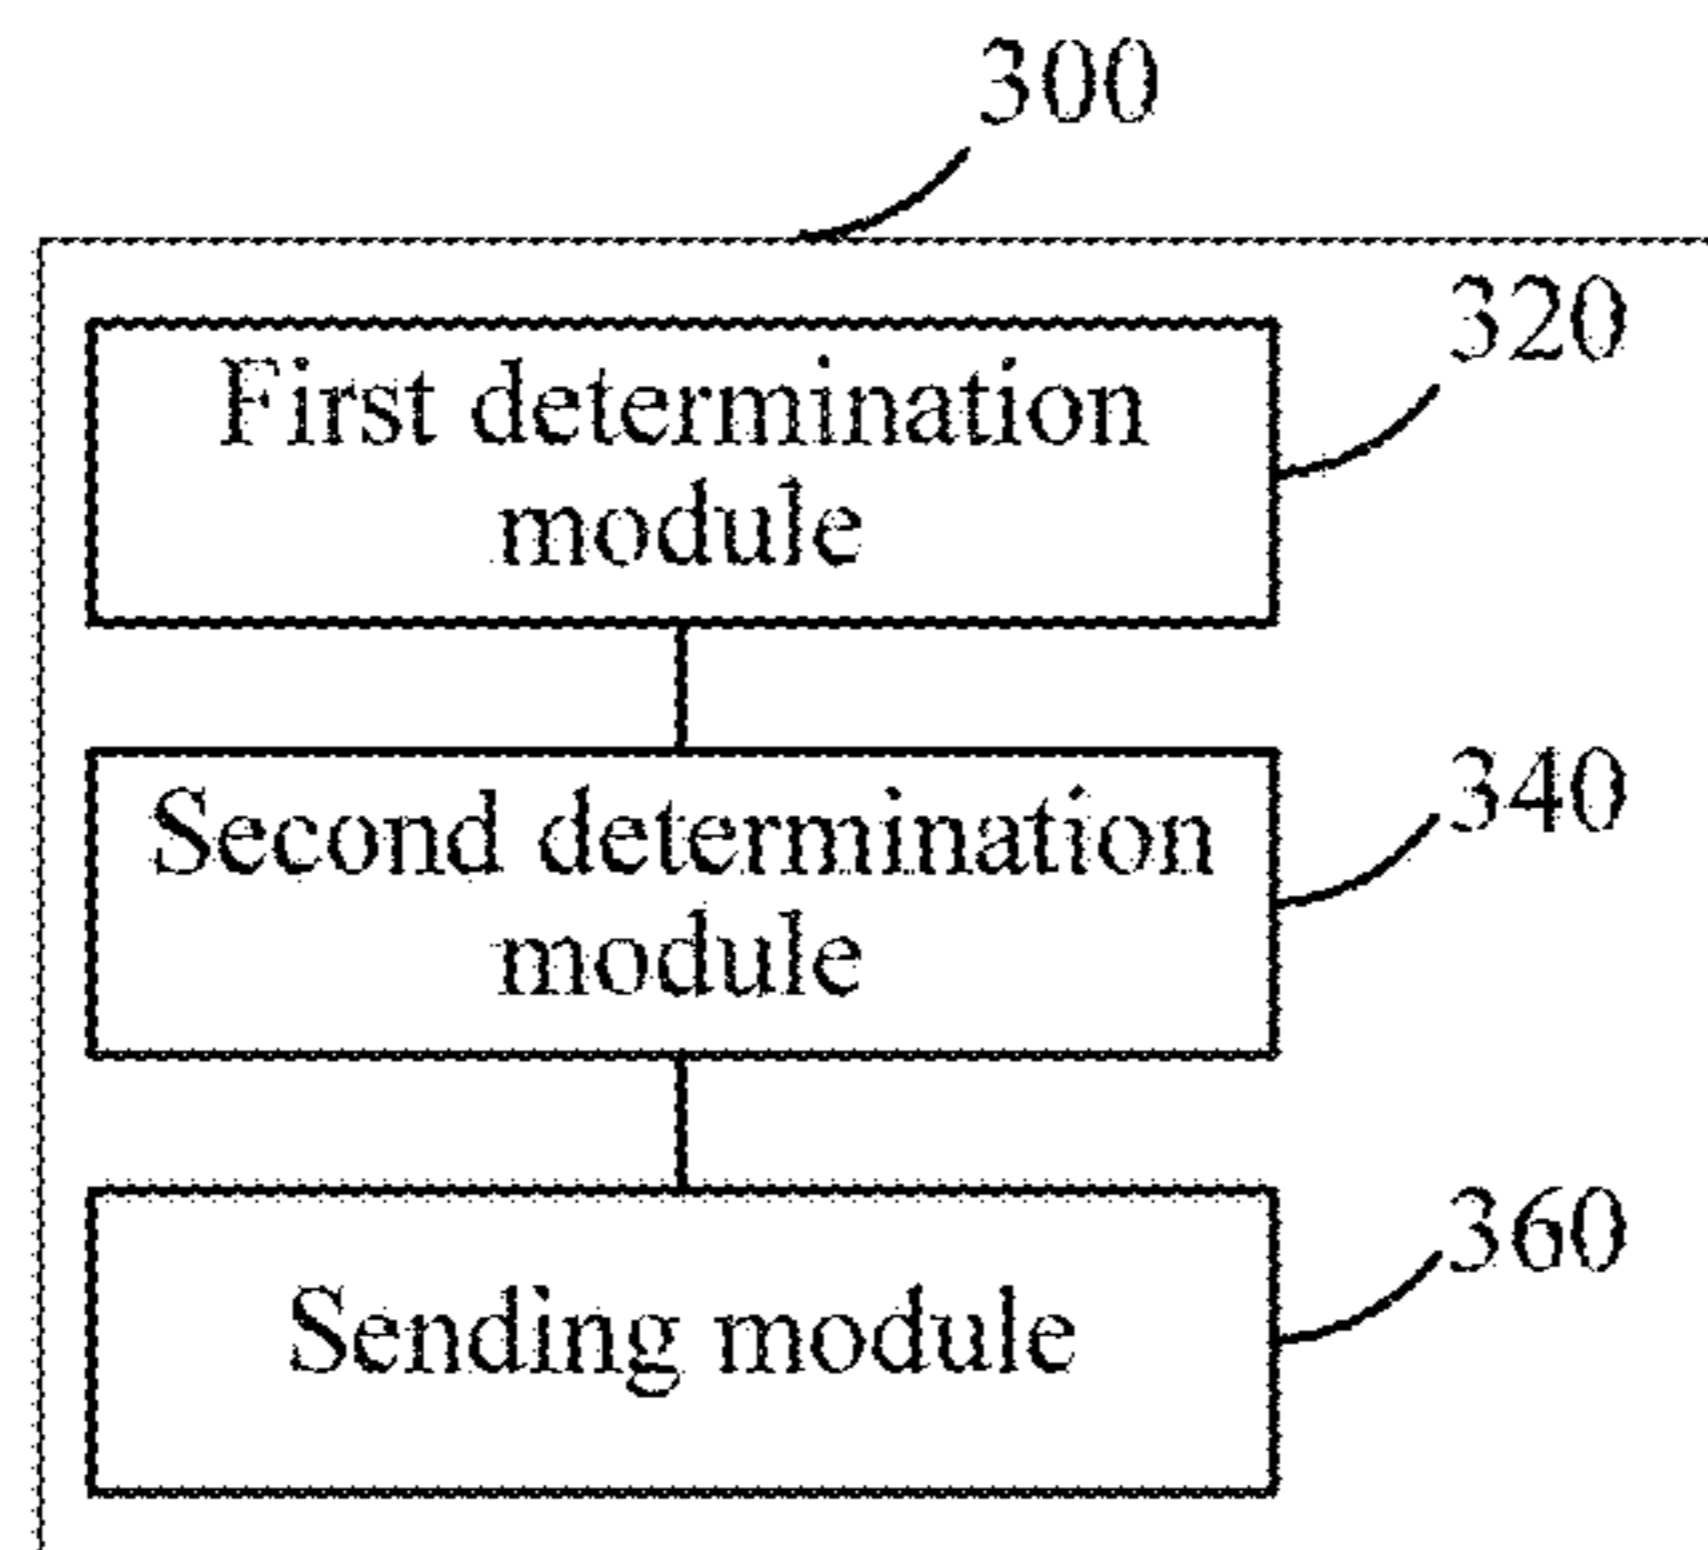 300
320
First determination
module
340
Second determination
module
360
Sending module